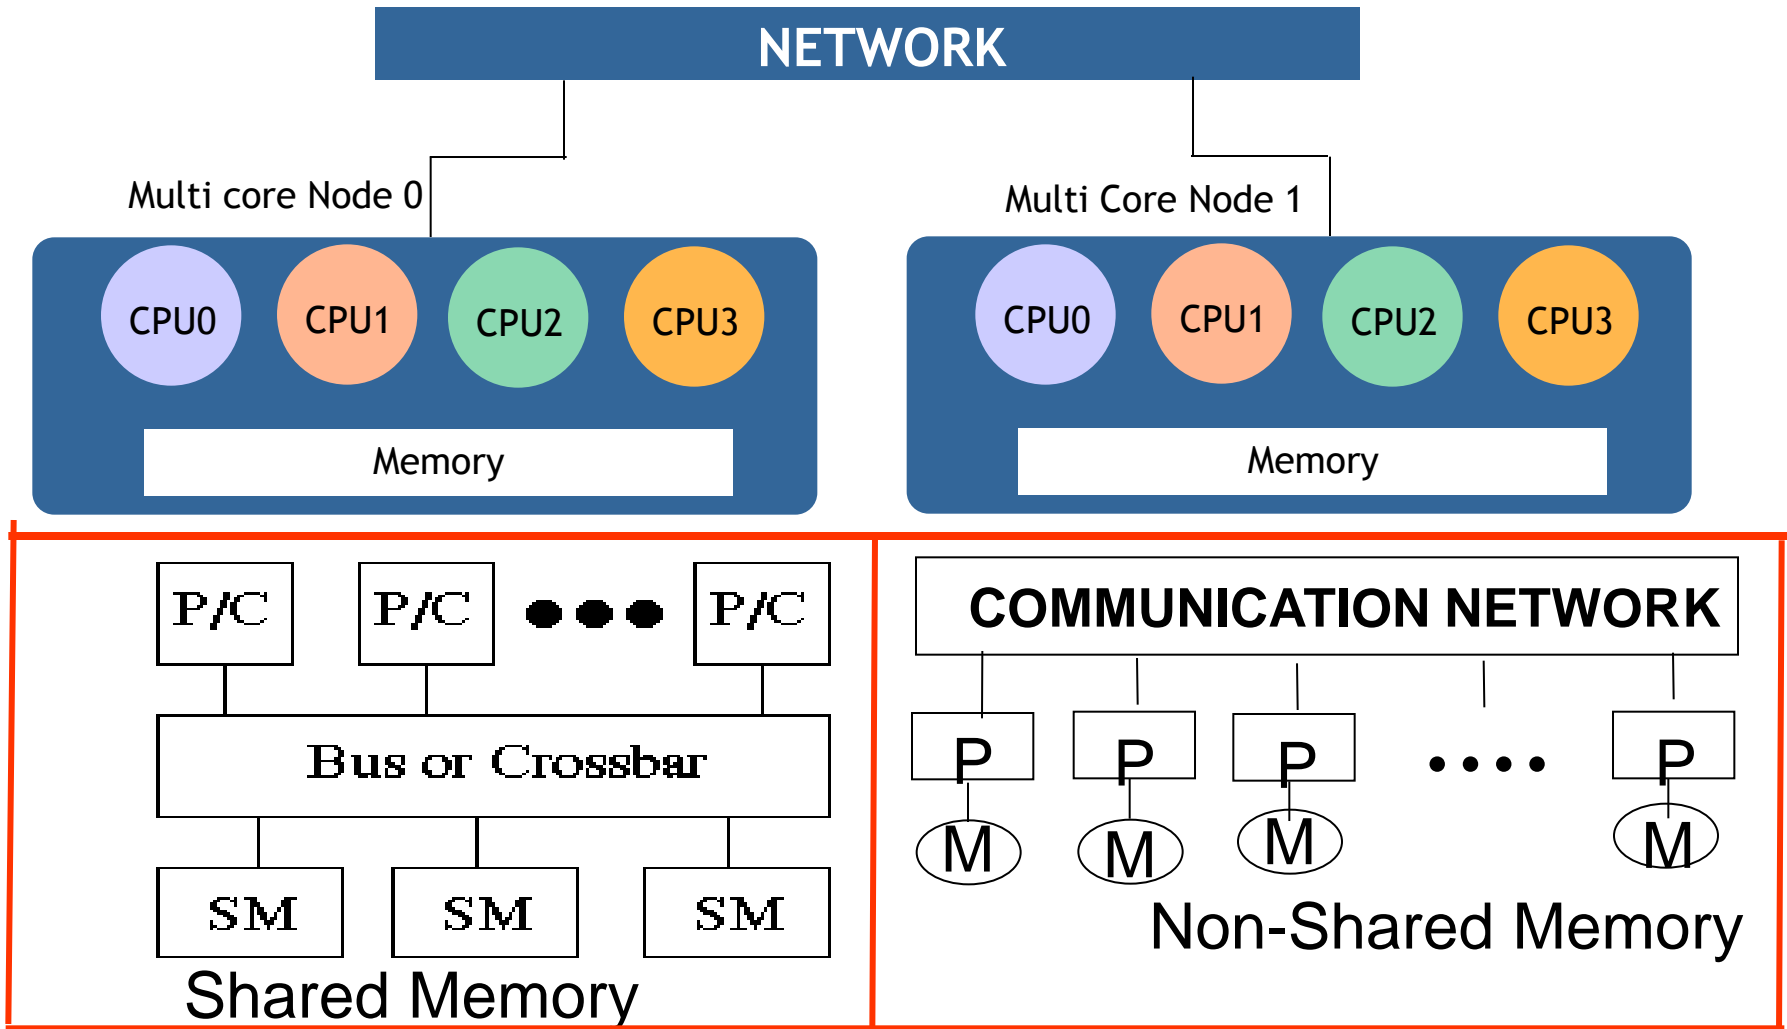 NETWORK
Multi core Node 0
Multi Core Node 1
CPU0 CPU1 CPU2 CPU3
CPU0 CPU1 CPU2 CPU3
Memory
Memory
P/C P/C P/C
Bus or Crossbar
SM SM SM
Shared Memory
COMMUNICATION NETWORK
P P P P
M M M M
Non-Shared Memory